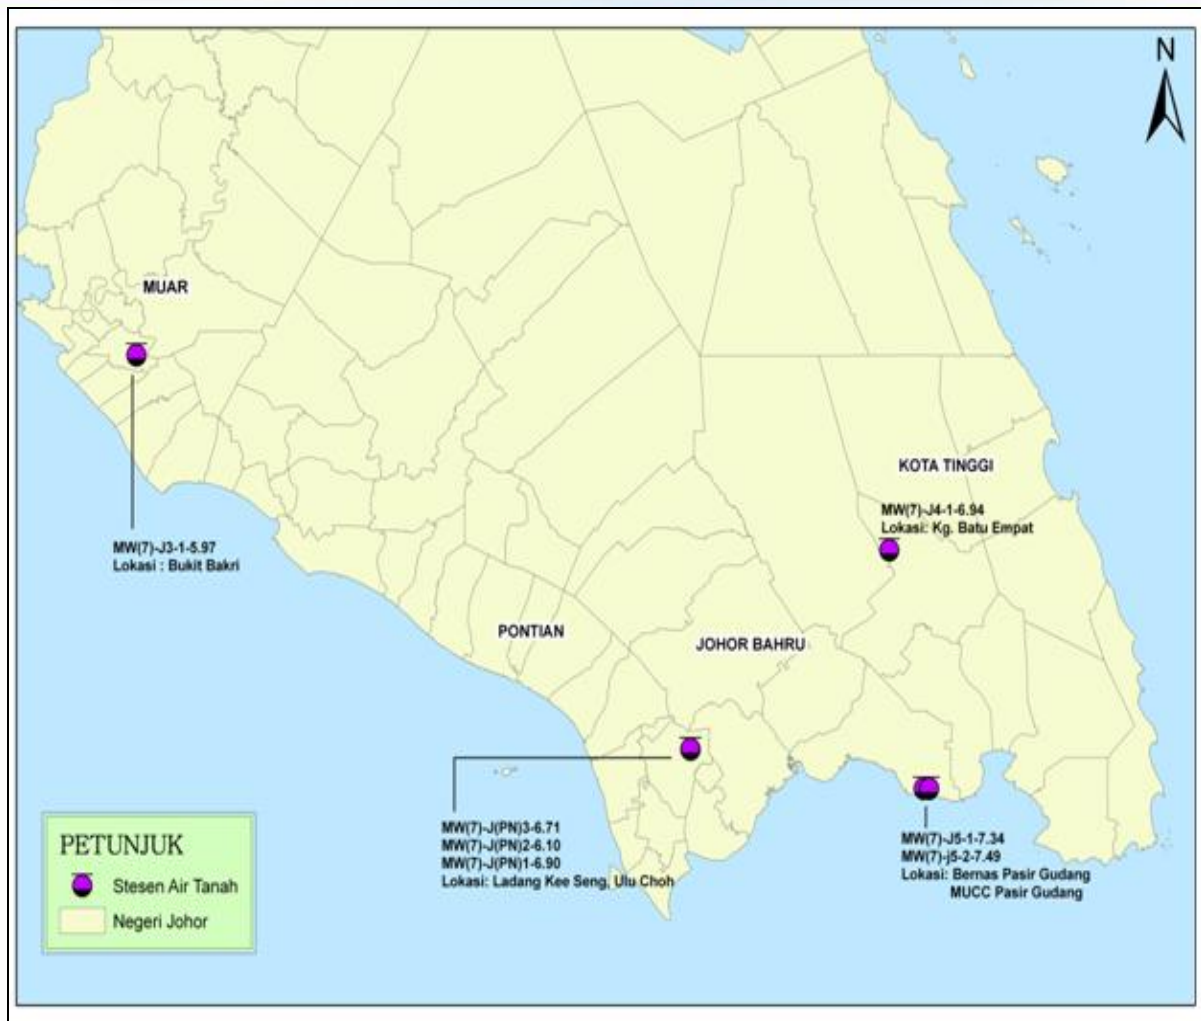 N
MUAR
KOTA TINGGI
MW(7)-J4-1-6.94
Lokasi: Kg. Batu Empat
MW(7)-J3-1-5.97
Lokasi : Bukit Bakri
PONTIAN
JOHOR BAHRU
MW(7)-J(PN)3-6.71
MW(7)-J(PN)2-6.10
MW(7)-J(PN)1-6.90
Lokasi: Ladang Kee Seng, Ulu Choh
MW(7)-J5-1-7.34
MW(7)-j5-2-7.49
Lokasi: Bernas Pasir Gudang
MUCC Pasir Gudang
PETUNJUK
Stesen Air Tanah
Negeri Johor